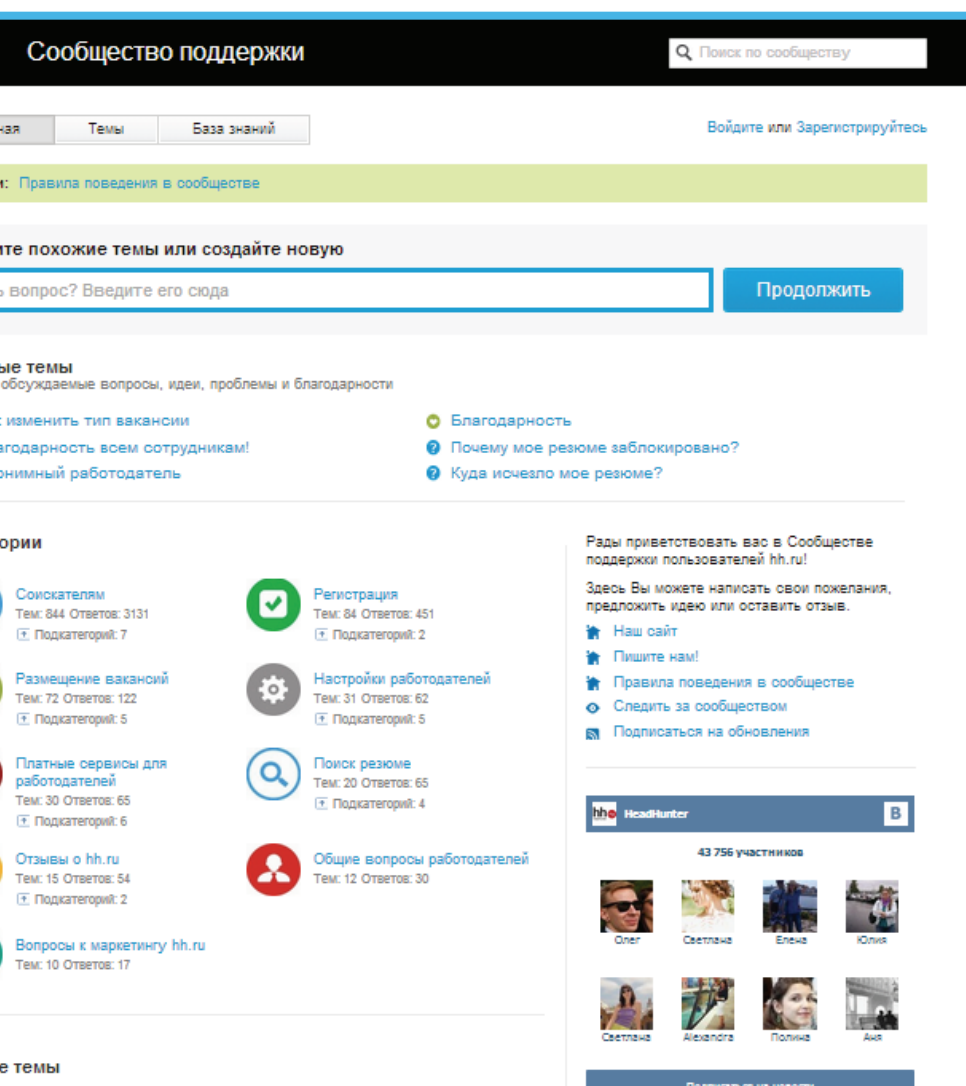 Сообщество поддержки
Поиск по сообществу
ная
Темы
База знаний
Войдите или Зарегистрируйтесь
и: Правила поведения в сообществе
ите похожие темы или создайте новую
ь вопрос? Введите его сюда
Продолжить
ые темы
обсуждаемые вопросы, идеи, проблемы и благодарности
к изменить тип вакансии
агодарность всем сотрудникам!
онимный работодатель
Благодарность
Почему мое резюме заблокировано?
Куда исчезло мое резюме?
ории
Соискателям
Тем: 844 Ответов: 3131
Подкатегорий: 7
Регистрация
Тем: 84 Ответов: 451
Подкатегорий: 2
Размещение вакансий
Тем: 72 Ответов: 122
Подкатегорий: 5
Настройки работодателей
Тем: 31 Ответов: 62
Подкатегорий: 5
Платные сервисы для
работодателей
Тем: 30 Ответов: 65
Подкатегорий: 6
Поиск резюме
Тем: 20 Ответов: 65
Подкатегорий: 4
Отзывы о hh.ru
Тем: 15 Ответов: 54
Подкатегорий: 2
Общие вопросы работодателей
Тем: 12 Ответов: 30
Вопросы к маркетингу hh.ru
Тем: 10 Ответов: 17
Рады приветствовать вас в Сообществе
поддержки пользователей hh.ru!
Здесь Вы можете написать свои пожелания,
предложить идею или оставить отзыв.
Наш сайт
Пишите нам!
Правила поведения в сообществе
Следить за сообществом
Подписаться на обновления
hh HeadHunter
В
43 756 участников
Олег
Светлана
Елена
Юлия
Светлана
Alexandra
Полина
Аня
е темы